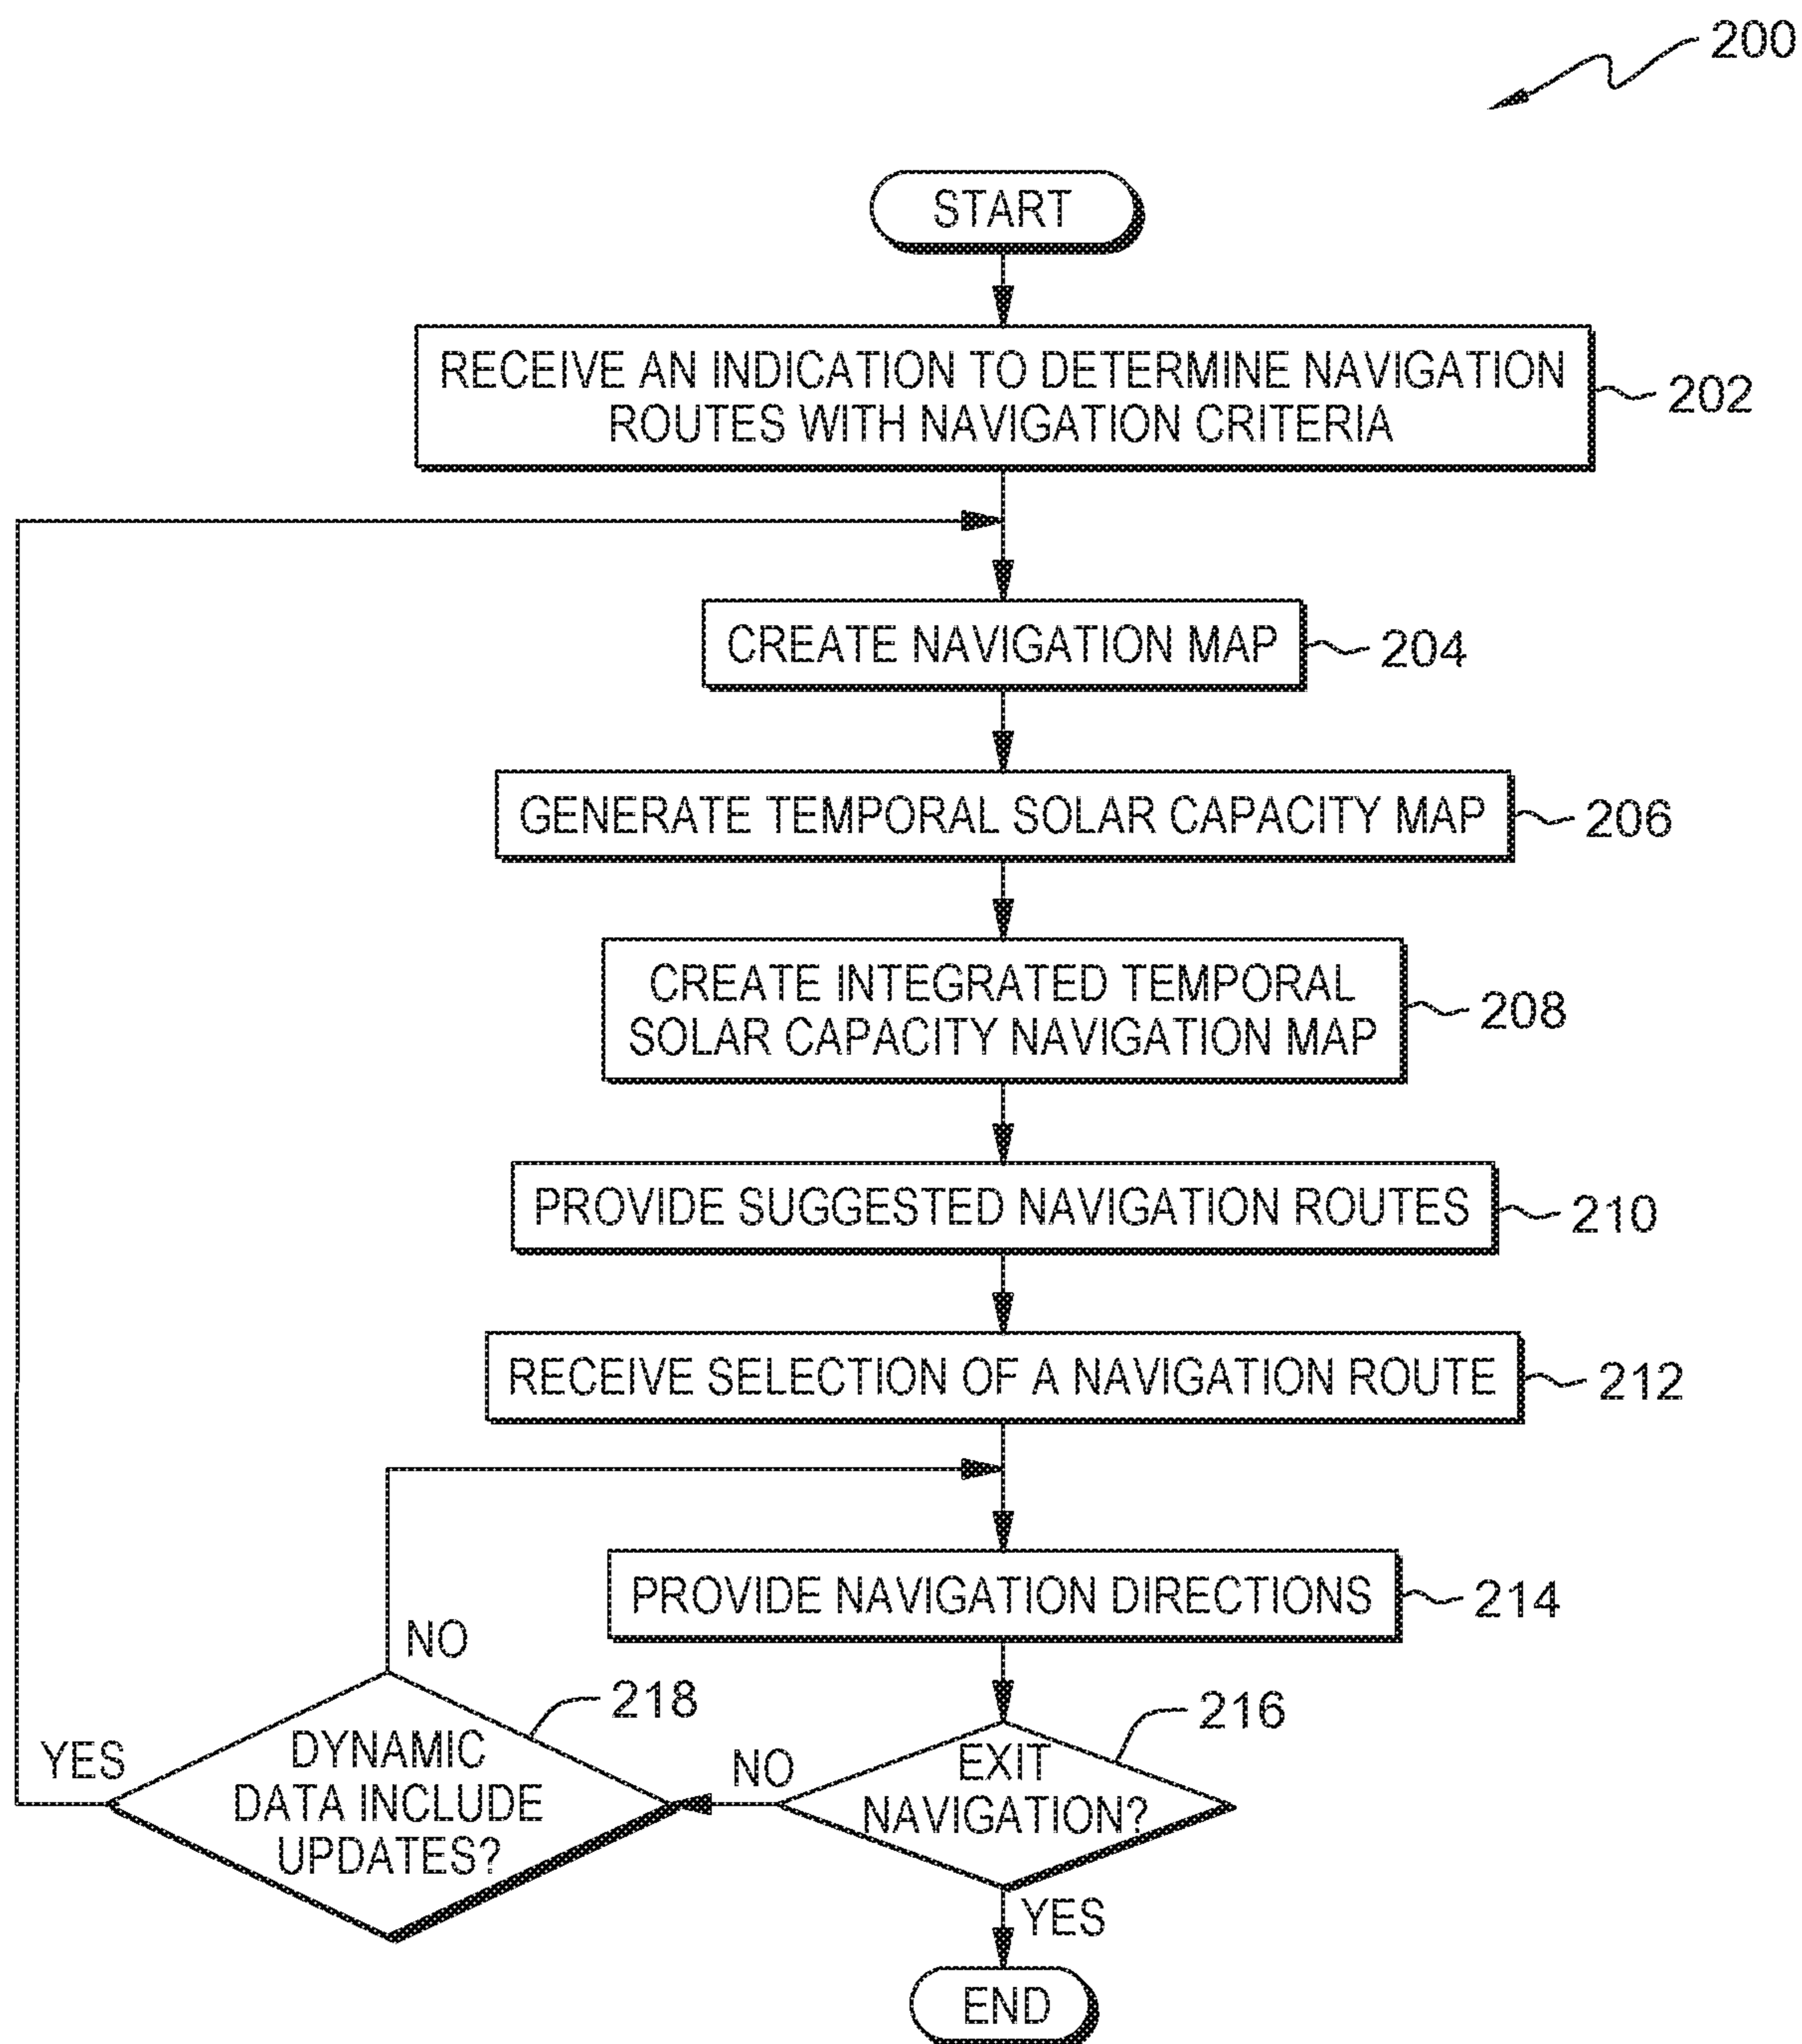 200
START
RECEIVE AN INDICATION TO DETERMINE NAVIGATION
ROUTES WITH NAVIGATION CRITERIA
202
CREATE NAVIGATION MAP
204
GENERATE TEMPORAL SOLAR CAPACITY MAP
206
CREATE INTEGRATED TEMPORAL
SOLAR CAPACITY NAVIGATION MAP
208
PROVIDE SUGGESTED NAVIGATION ROUTES
210
RECEIVE SELECTION OF A NAVIGATION ROUTE
212
PROVIDE NAVIGATION DIRECTIONS
214
EXIT
NAVIGATION?
216
NO
YES
DYNAMIC
DATA INCLUDE
UPDATES?
218
NO
YES
END